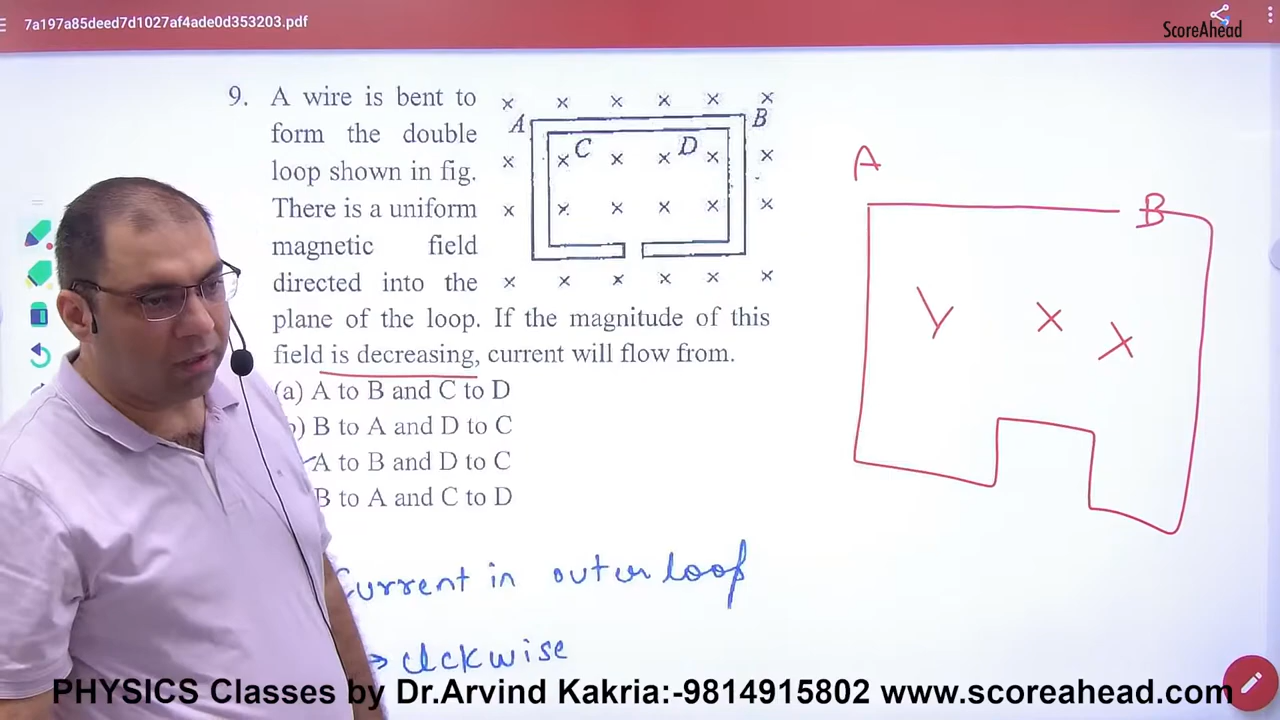 7a197a85deed7d1027af4ade0d353203.pdf
ScoreAhead
9. A wire is bent to
form the double
loop shown in fig.
There is a uniform
magnetic field
directed into the
plane of the loop. If the magnitude of this
field is decreasing, current will flow from.
(a) A to B and C to D
b) B to A and D to C
A to B and D to C
B to A and C to D
A
B
C
D
A
B
Current in outer loop
→ clckwise
PHYSICS Classes by Dr.Arvind Kakria:-9814915802 www.scoreahead.com